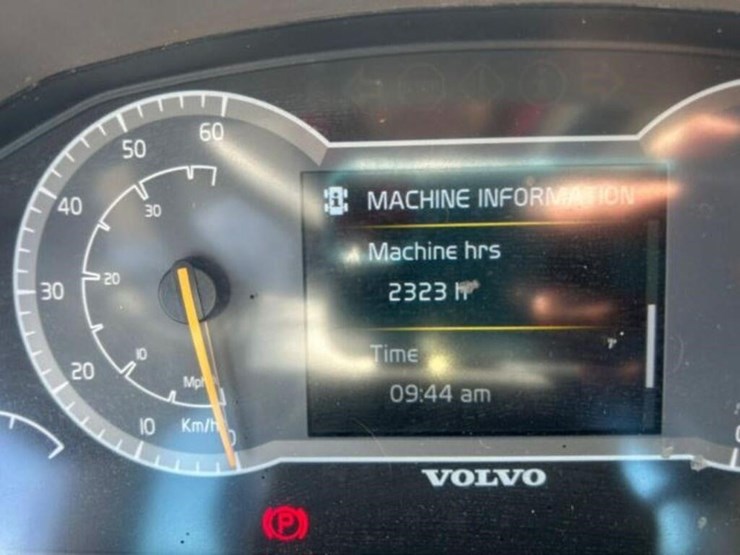 60
50
40
30
30
20
20
10
10
Mph
Km/h
0
MACHINE INFORMATION
Machine hrs
2323 h
Time
09:44 am
VOLVO
P